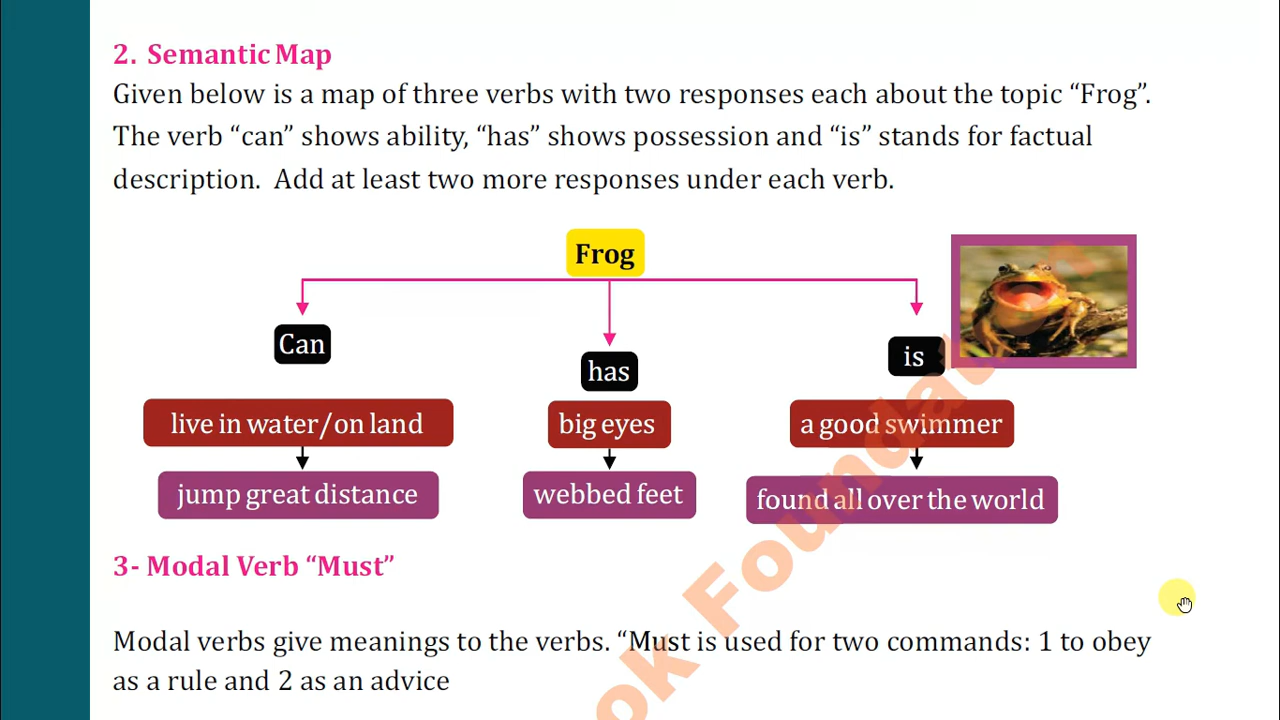 2. Semantic Map
Given below is a map of three verbs with two responses each about the topic “Frog”.
The verb “can” shows ability, “has” shows possession and “is” stands for factual
description. Add at least two more responses under each verb.
Frog
Can
has
is
live in water/on land
big eyes
a good swimmer
jump great distance
webbed feet
found all over the world
3- Modal Verb “Must”
Modal verbs give meanings to the verbs. “Must is used for two commands: 1 to obey
as a rule and 2 as an advice